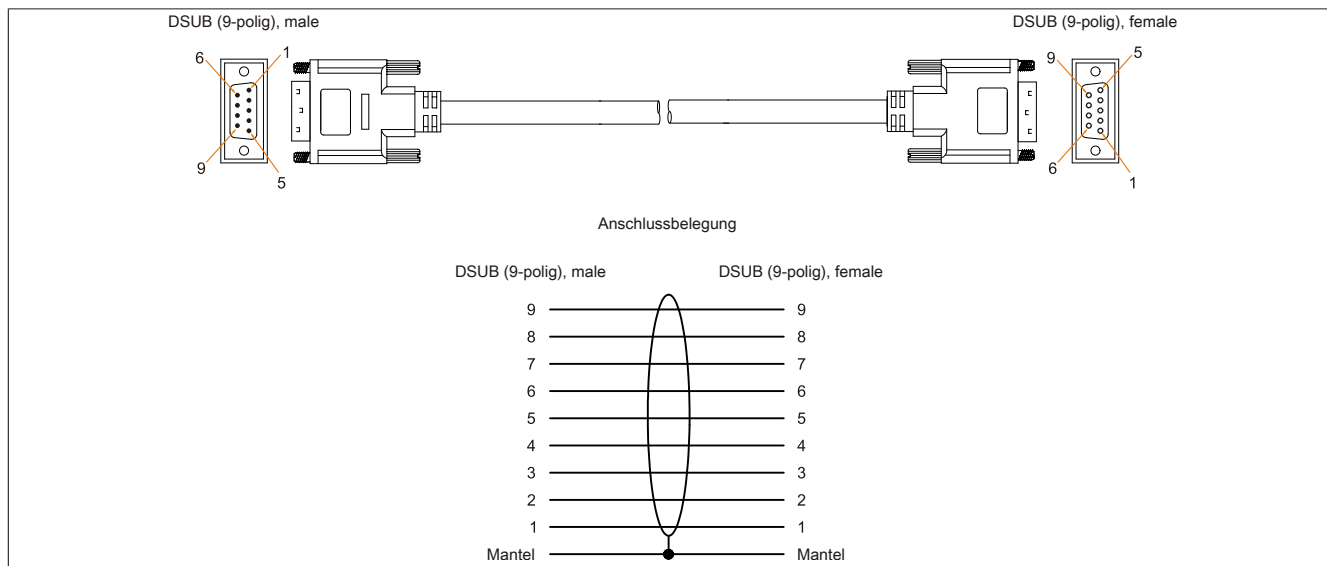 DSUB (9-polig), male
DSUB (9-polig), female
6
1
9
5
9
5
6
1
Anschlussbelegung
DSUB (9-polig), male
DSUB (9-polig), female
9 9
8 8
7 7
6 6
5 5
4 4
3 3
2 2
1 1
Mantel Mantel